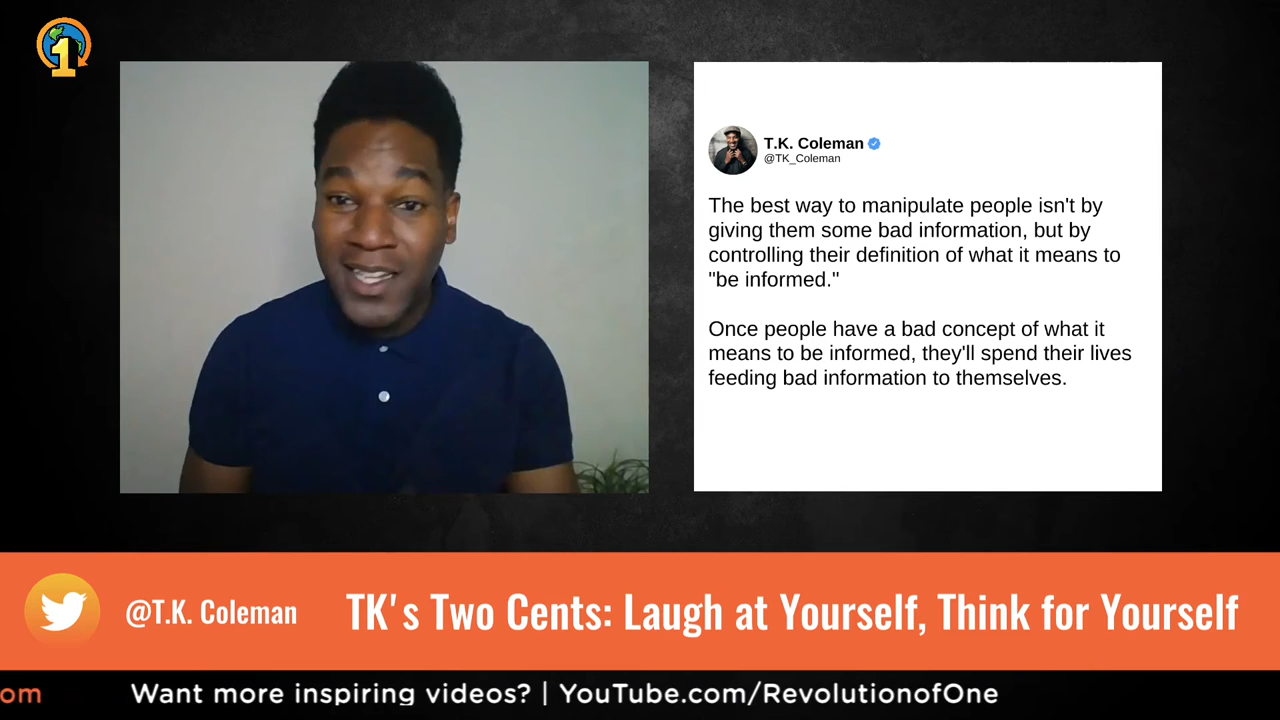 1
T.K. Coleman
@TK_Coleman
The best way to manipulate people isn't by
giving them some bad information, but by
controlling their definition of what it means to
"be informed."
Once people have a bad concept of what it
means to be informed, they'll spend their lives
feeding bad information to themselves.
@T.K. Coleman
TK's Two Cents: Laugh at Yourself, Think for Yourself
om Want more inspiring videos? | YouTube.com/RevolutionofOne